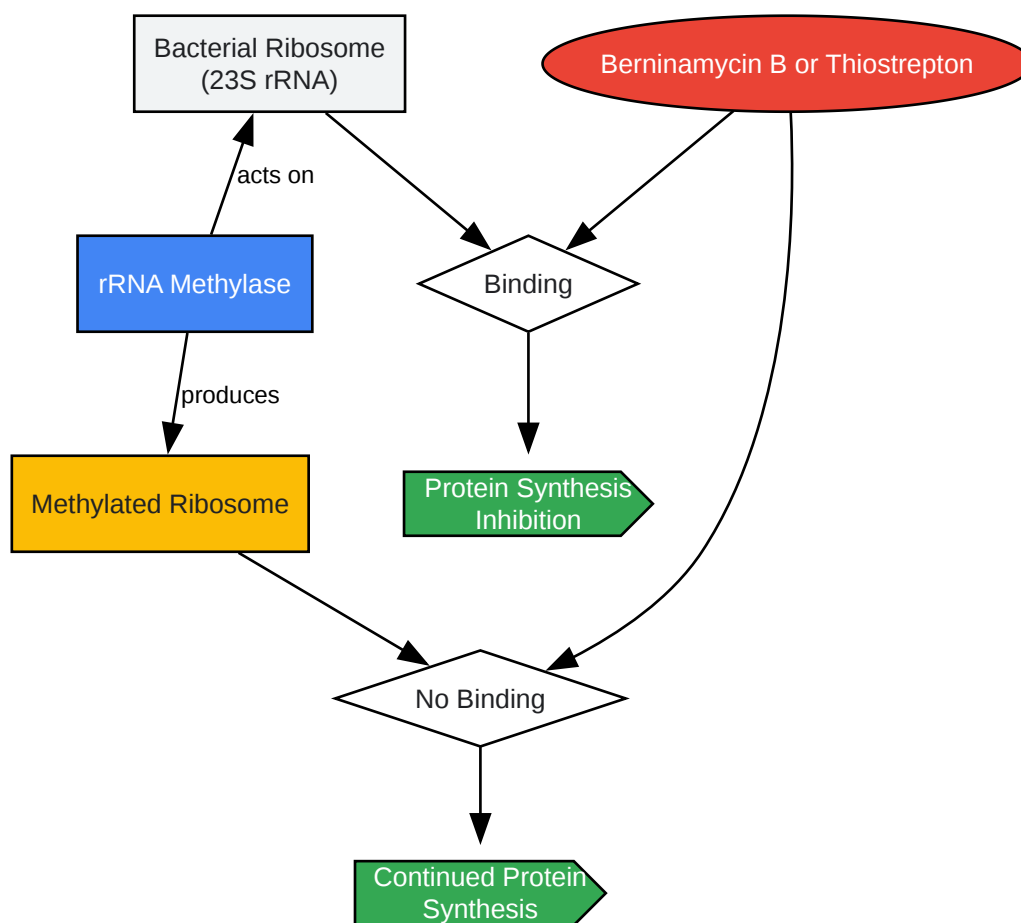 Bacterial Ribosome
(23S rRNA)
Berninamycin B or Thiostrepton
acts on
rRNA Methylase
Binding
produces
Methylated Ribosome
Protein Synthesis
Inhibition
No Binding
Continued Protein
Synthesis